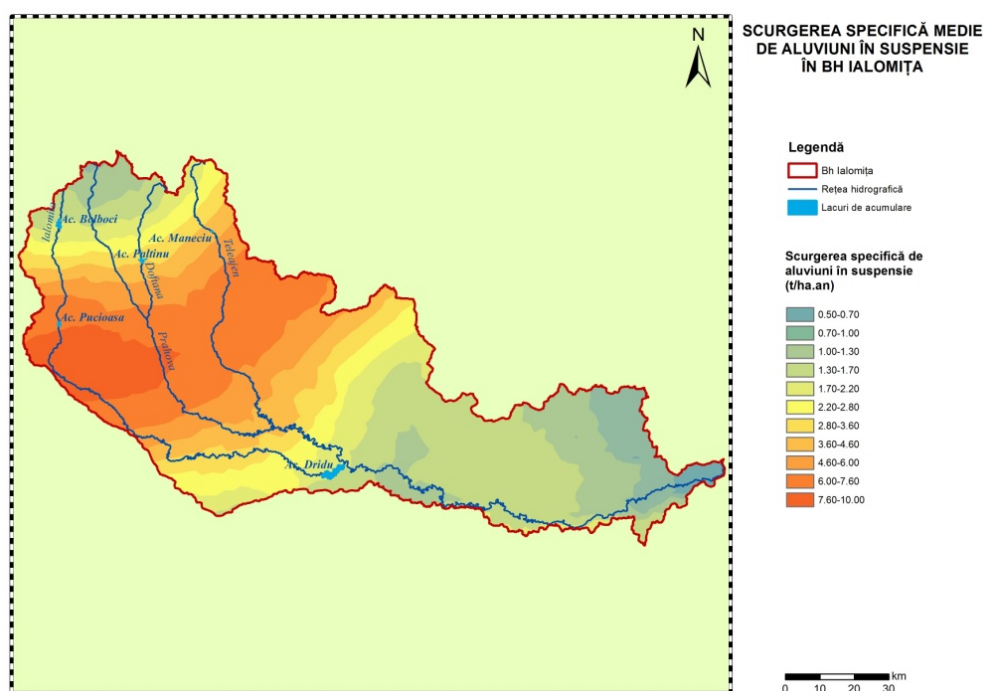 SCURGEREA SPECIFICĂ MEDIE
DE ALUVIUNI ÎN SUSPENSIE
ÎN BH IALOMIȚA
N
Legendă
Bh Ialomița
Rețea hidrografică
Lacuri de acumulare
Ialomița
Ac. Bolboci
Ac. Maneciu
Teleajen
Ac. Paltinu
Doftana
Ac. Pucioasa
Prahova
Ac. Dridu
Scurgerea specifică de
aluviuni în suspensie
(t/ha.an)
0.50-0.70
0.70-1.00
1.00-1.30
1.30-1.70
1.70-2.20
2.20-2.80
2.80-3.60
3.60-4.60
4.60-6.00
6.00-7.60
7.60-10.00
km
0 10 20 30